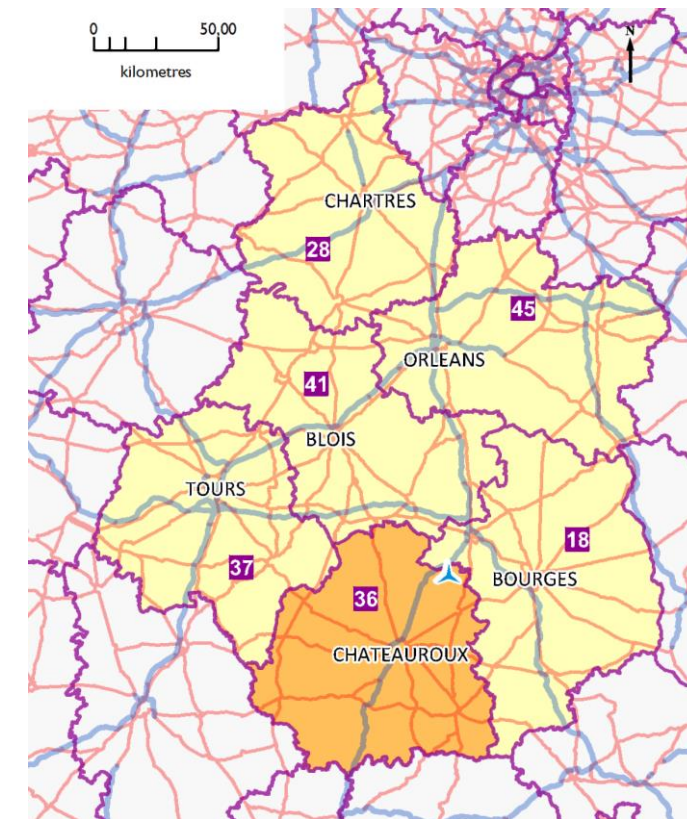 0 50,00
kilometres
N
CHARTRES
28
45
ORLEANS
41
BLOIS
TOURS
18
37
BOURGES
36
CHATEAUROUX